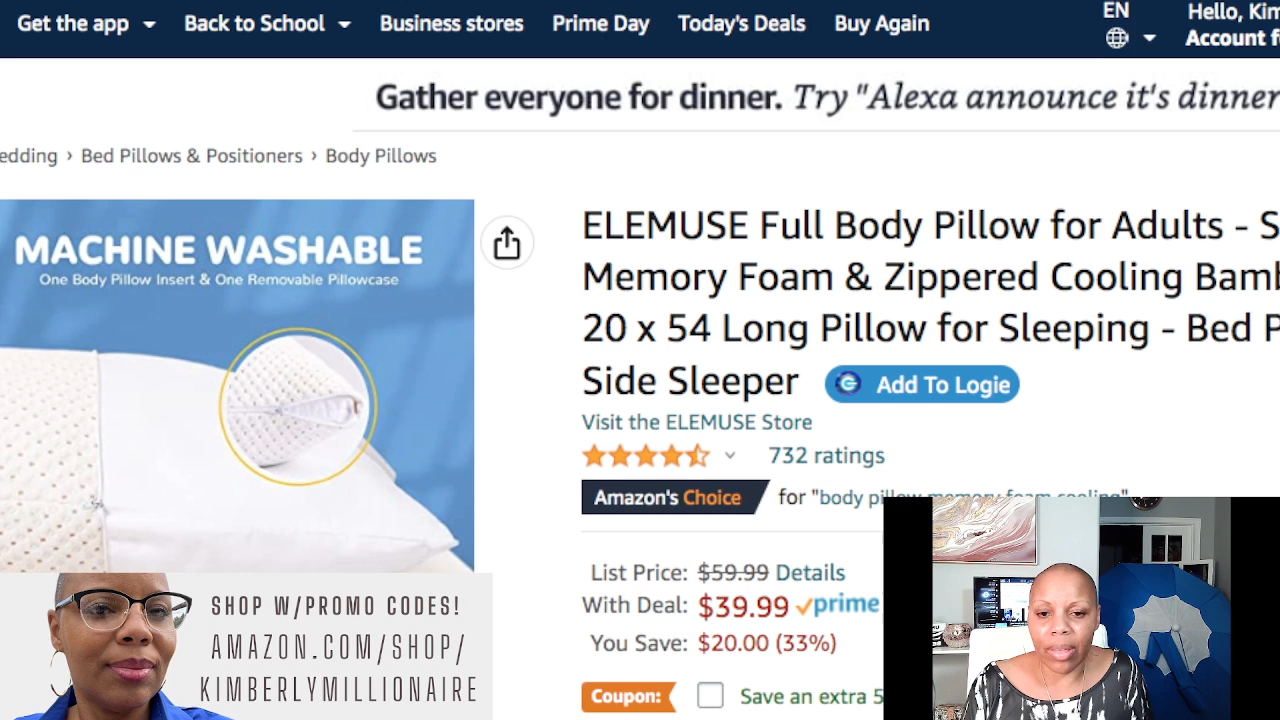 Get the app Back to School Business stores Prime Day Today's Deals Buy Again
EN
Hello, Kim
Account f
Gather everyone for dinner. Try "Alexa announce it's dinner
edding › Bed Pillows & Positioners › Body Pillows
MACHINE WASHABLE
One Body Pillow Insert & One Removable Pillowcase
ELEMUSE Full Body Pillow for Adults - S
Memory Foam & Zippered Cooling Bamb
20 x 54 Long Pillow for Sleeping - Bed P
Side Sleeper Add To Logie
Visit the ELEMUSE Store
732 ratings
Amazon's Choice for "body pillow memory foam cooling"
List Price: $59.99 Details
With Deal: $39.99 prime
You Save: $20.00 (33%)
Coupon: Save an extra 5
SHOP W/PROMO CODES!
AMAZON.COM/SHOP/
KIMBERLYMILLIONAIRE